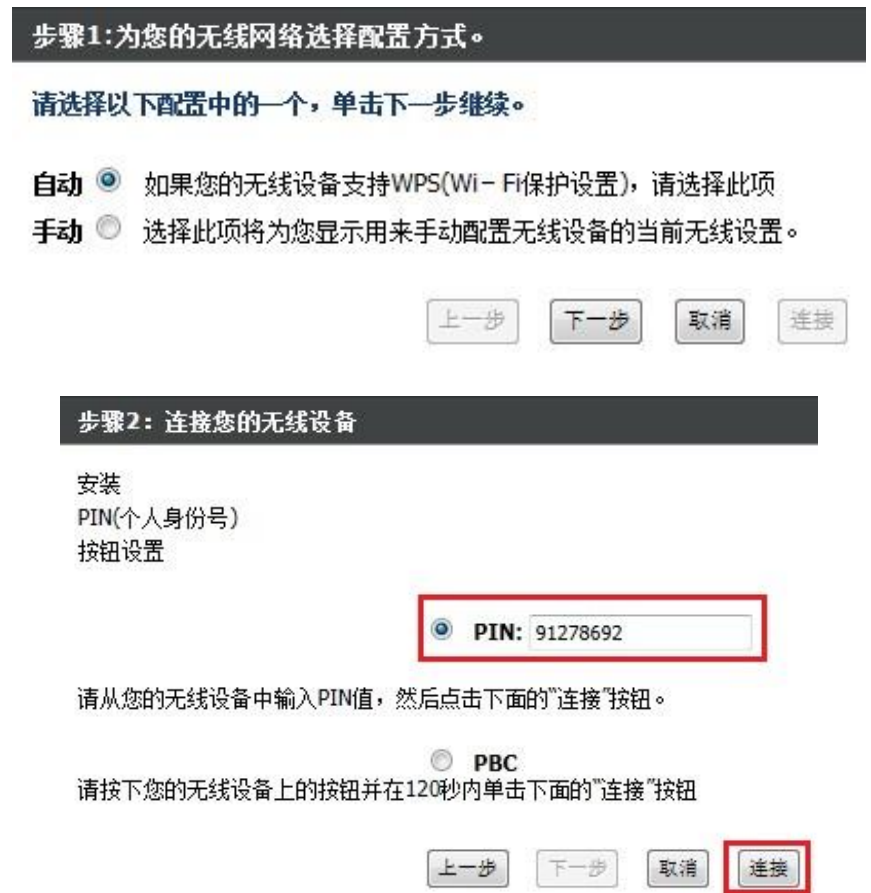 步骤1:为您的无线网络选择配置方式。
请选择以下配置中的一个，单击下一步继续。
自动 如果您的无线设备支持WPS(Wi-Fi保护设置)，请选择此项
手动 选择此项将为您显示用来手动配置无线设备的当前无线设置。
上一步 下一步 取消 连接
步骤2：连接您的无线设备
安装
PIN(个人身份号)
按钮设置
PIN: 91278692
请从您的无线设备中输入PIN值，然后点击下面的"连接"按钮。
PBC
请按下您的无线设备上的按钮并在120秒内单击下面的"连接"按钮
上一步 下一步 取消 连接